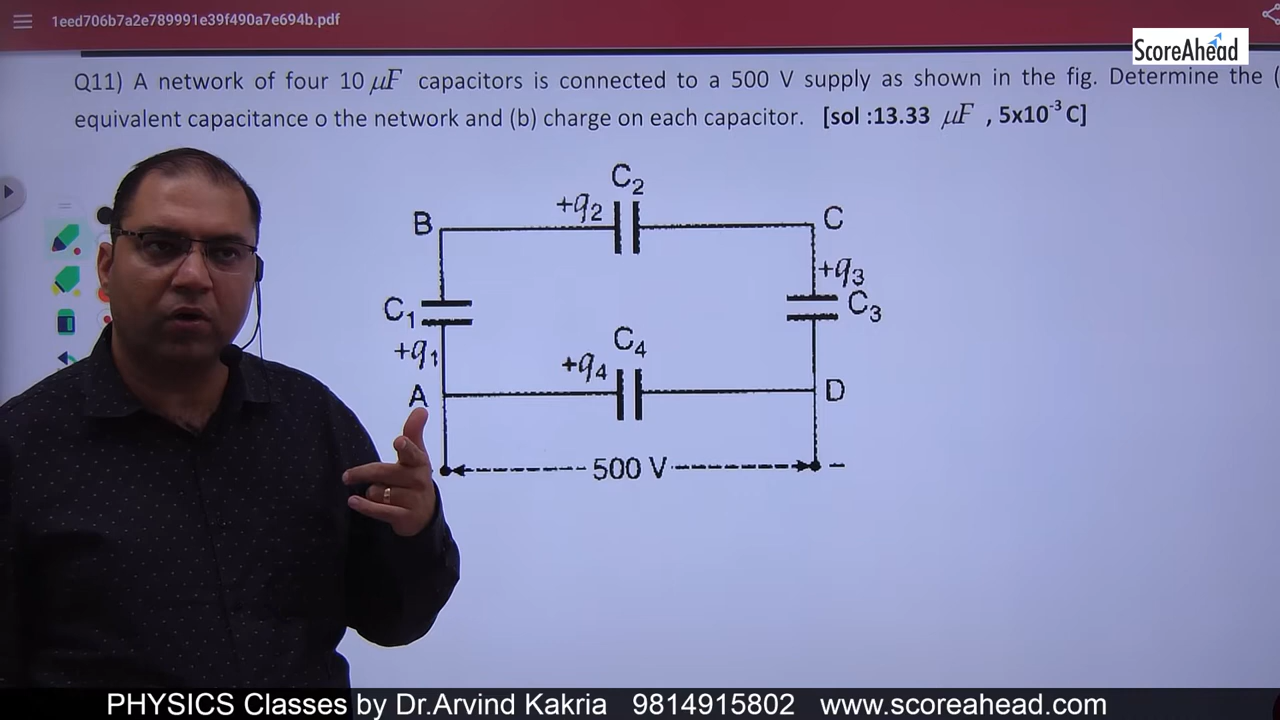 1eed706b7a2e789991e39f490a7e694b.pdf
ScoreAhead
Q11) A network of four 10 μF capacitors is connected to a 500 V supply as shown in the fig. Determine the (
equivalent capacitance o the network and (b) charge on each capacitor. [sol :13.33 μF , 5x10⁻³ C]
C₂
+q₂
B
C
+q₃
C₁
C₃
C₄
+q₁
+q₄
A
D
500 V
–
PHYSICS Classes by Dr.Arvind Kakria 9814915802 www.scoreahead.com